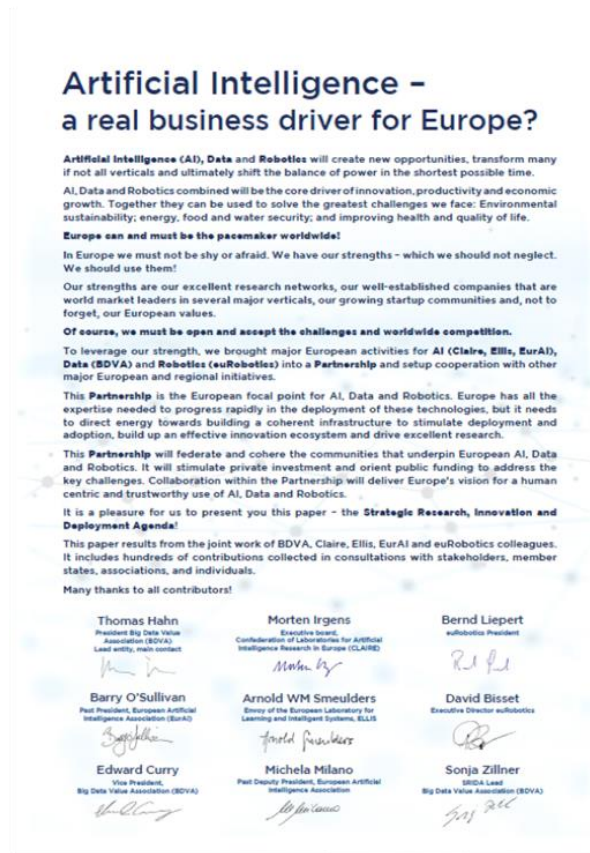 Artificial Intelligence –
a real business driver for Europe?
Artificial Intelligence (AI), Data and Robotics will create new opportunities, transform many
if not all verticals and ultimately shift the balance of power in the shortest possible time.
AI, Data and Robotics combined will be the core driver of innovation, productivity and economic
growth. Together they can be used to solve the greatest challenges we face: Environmental
sustainability; energy, food and water security; and improving health and quality of life.
Europe can and must be the pacemaker worldwide!
In Europe we must not be shy or afraid. We have our strengths – which we should not neglect.
We should use them!
Our strengths are our excellent research networks, our well-established companies that are
world market leaders in several major verticals, our growing startup communities and, not to
forget, our European values.
Of course, we must be open and accept the challenges and worldwide competition.
To leverage our strength, we brought major European activities for AI (Claire, Ellis, EurAI),
Data (BDVA) and Robotics (euRobotics) into a Partnership and setup cooperation with other
major European and regional initiatives.
This Partnership is the European focal point for AI, Data and Robotics. Europe has all the
expertise needed to progress rapidly in the deployment of these technologies, but it needs
to direct energy towards building a coherent infrastructure to stimulate deployment and
adoption, build up an effective innovation ecosystem and drive excellent research.
This Partnership will federate and cohere the communities that underpin European AI, Data
and Robotics. It will stimulate private investment and orient public funding to address the
key challenges. Collaboration within the Partnership will deliver Europe's vision for a human
centric and trustworthy use of AI, Data and Robotics.
It is a pleasure for us to present you this paper – the Strategic Research, Innovation and
Deployment Agenda!
This paper results from the joint work of BDVA, Claire, Ellis, EurAI and euRobotics colleagues.
It includes hundreds of contributions collected in consultations with stakeholders, member
states, associations, and individuals.
Many thanks to all contributors!
Thomas Hahn
President Big Data Value
Association (BDVA)
Lead entity, main contact
Morten Irgens
Executive board,
Confederation of Laboratories for Artificial
Intelligence Research in Europe (CLAIRE)
Bernd Liepert
euRobotics President
Barry O'Sullivan
Past President, European Artificial
Intelligence Association (EurAI)
Arnold WM Smeulders
Envoy of the European Laboratory for
Learning and Intelligent Systems, ELLIS
Arnold Smeulders
David Bisset
Executive Director euRobotics
Edward Curry
Vice President,
Big Data Value Association (BDVA)
Michela Milano
Past Deputy President, European Artificial
Intelligence Association
Sonja Zillner
SRIDA Lead
Big Data Value Association (BDVA)